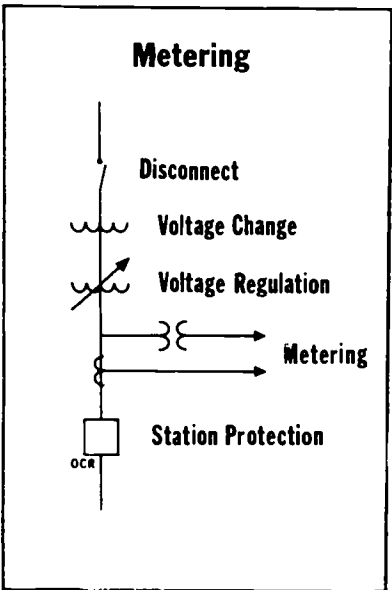 Metering
Disconnect
Voltage Change
Voltage Regulation
Metering
Station Protection
OCR